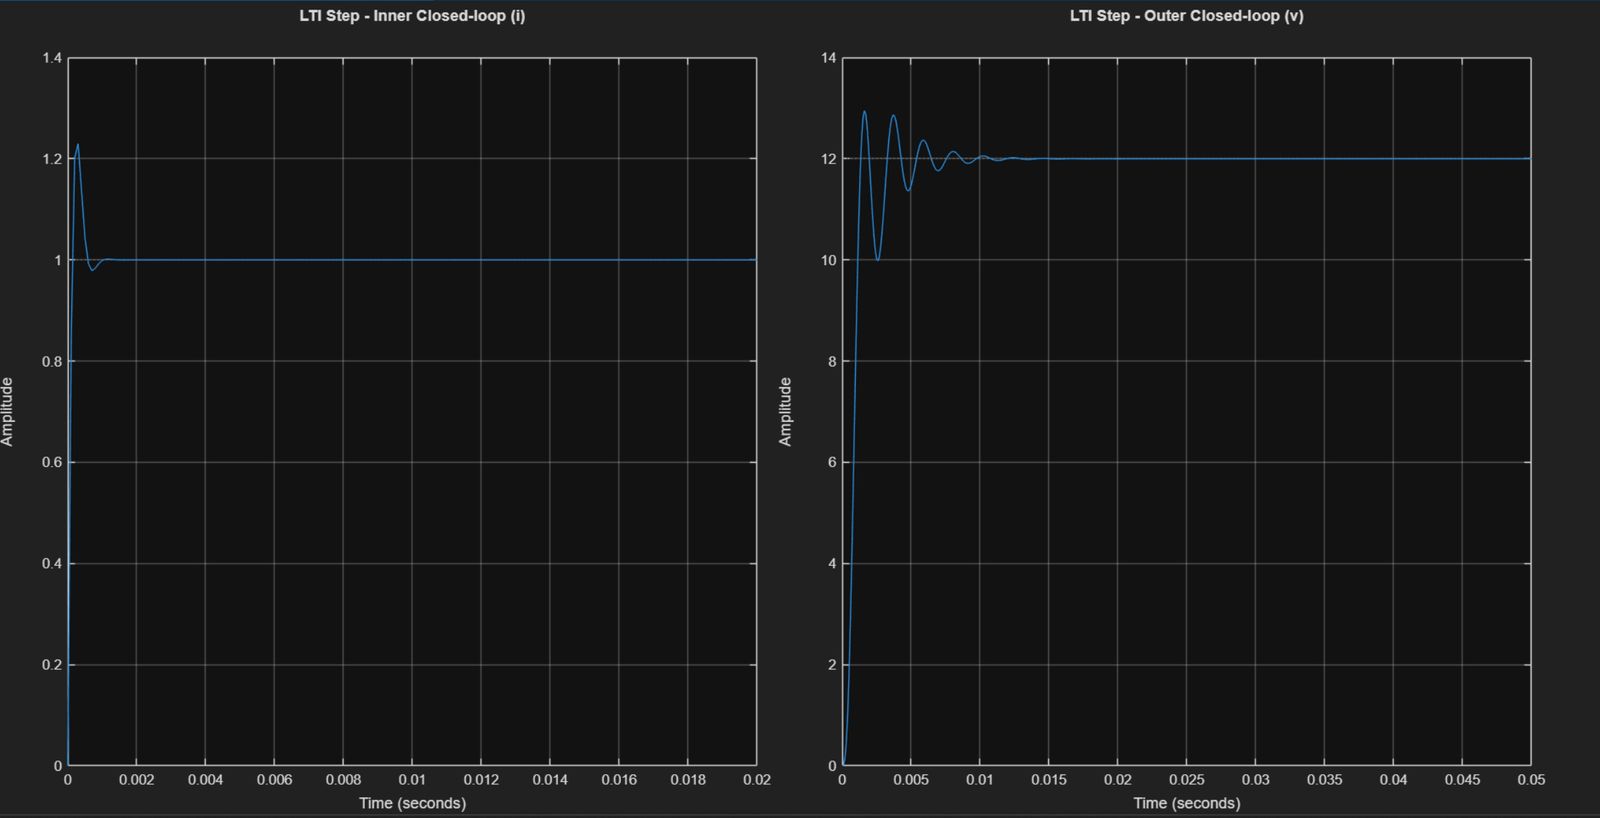 LTI Step - Inner Closed-loop (i)
1.4
1.2
1
0.8
0.6
0.4
0.2
0
Amplitude
0 0.002 0.004 0.006 0.008 0.01 0.012 0.014 0.016 0.018 0.02
Time (seconds)
LTI Step - Outer Closed-loop (v)
14
12
10
8
6
4
2
0
Amplitude
0 0.005 0.01 0.015 0.02 0.025 0.03 0.035 0.04 0.045 0.05
Time (seconds)